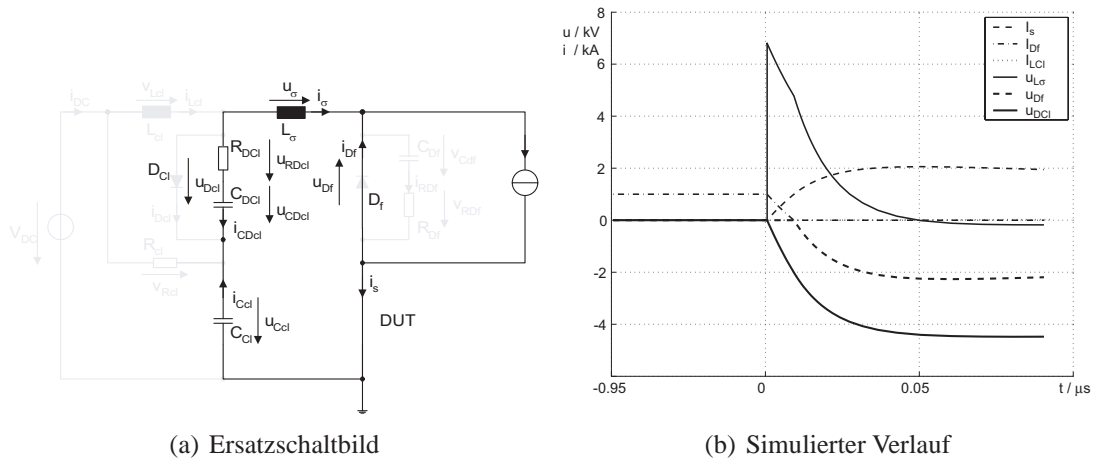 i_DC
v_Lcl
i_Lcl
L_cl
u_σ
i_σ
L_σ
R_DCl
u_RDcl
D_Cl
u_Dcl
C_DCl
u_CDcl
i_Dcl
i_CDcl
i_Df
u_Df
D_f
C_Df
v_Cdf
i_RDf
v_RDf
R_Df
V_DC
R_cl
v_Rcl
i_Ccl
u_Ccl
C_Cl
i_s
DUT
(a) Ersatzschaltbild
u / kV
i / kA
8
6
4
2
0
-2
-4
-0.95
0
0.05
t / µs
I_s
I_Df
I_LCl
u_Lσ
u_Df
u_DCl
(b) Simulierter Verlauf